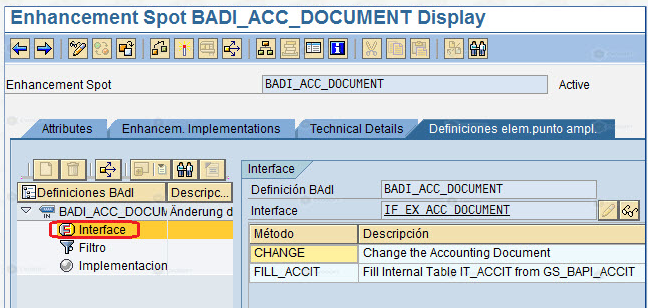 Enhancement Spot BADI_ACC_DOCUMENT Display
Enhancement Spot BADI_ACC_DOCUMENT Active
Attributes Enhancem. Implementations Technical Details Definiciones elem.punto ampl.
Interface
Definiciones BAdI Descripc...
BADI_ACC_DOCUM Änderung d
Interface
Filtro
Implementacion
Definición BAdI BADI_ACC_DOCUMENT
Interface IF_EX_ACC_DOCUMENT
Método Descripción
CHANGE Change the Accounting Document
FILL_ACCIT Fill Internal Table IT_ACCIT from GS_BAPI_ACCIT